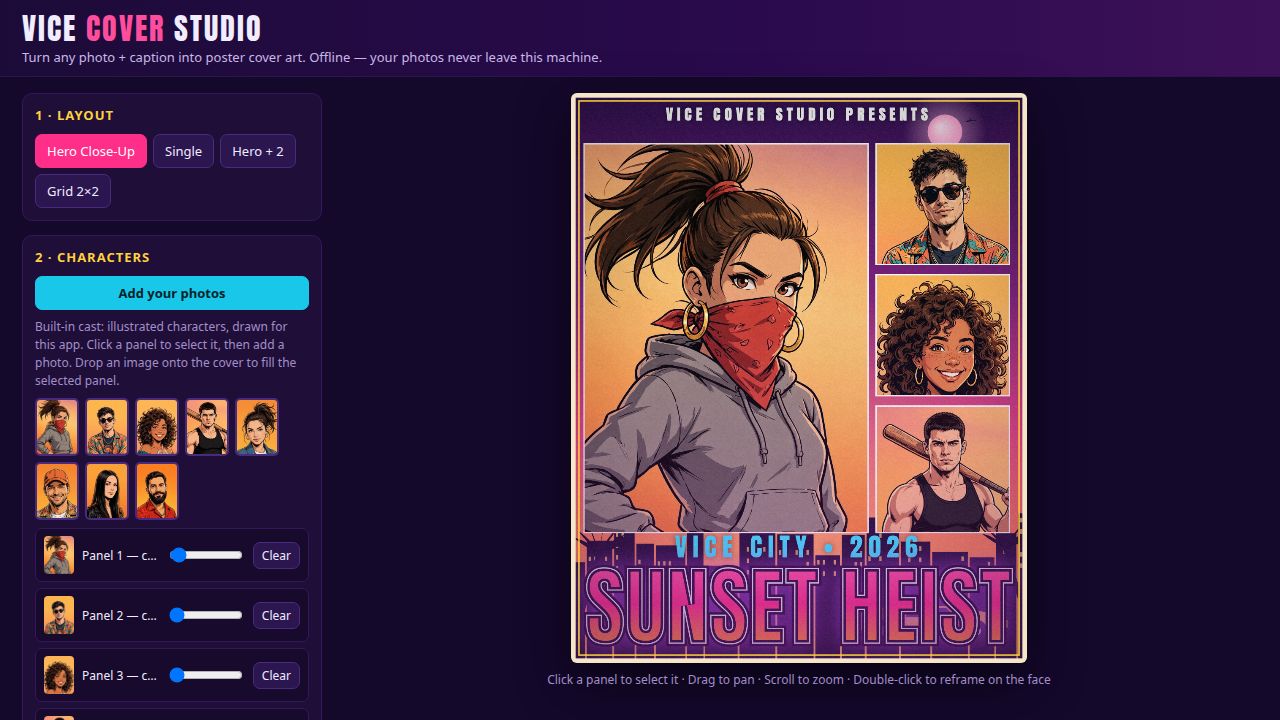 VICE COVER STUDIO
Turn any photo + caption into poster cover art. Offline — your photos never leave this machine.
1 · LAYOUT
Hero Close-Up
Single
Hero + 2
Grid 2×2
2 · CHARACTERS
Add your photos
Built-in cast: illustrated characters, drawn for
this app. Click a panel to select it, then add a
photo. Drop an image onto the cover to fill the
selected panel.
Panel 1 — c...
Clear
Panel 2 — c...
Clear
Panel 3 — c...
Clear
VICE COVER STUDIO PRESENTS
VICE CITY • 2026
SUNSET HEIST
Click a panel to select it · Drag to pan · Scroll to zoom · Double-click to reframe on the face